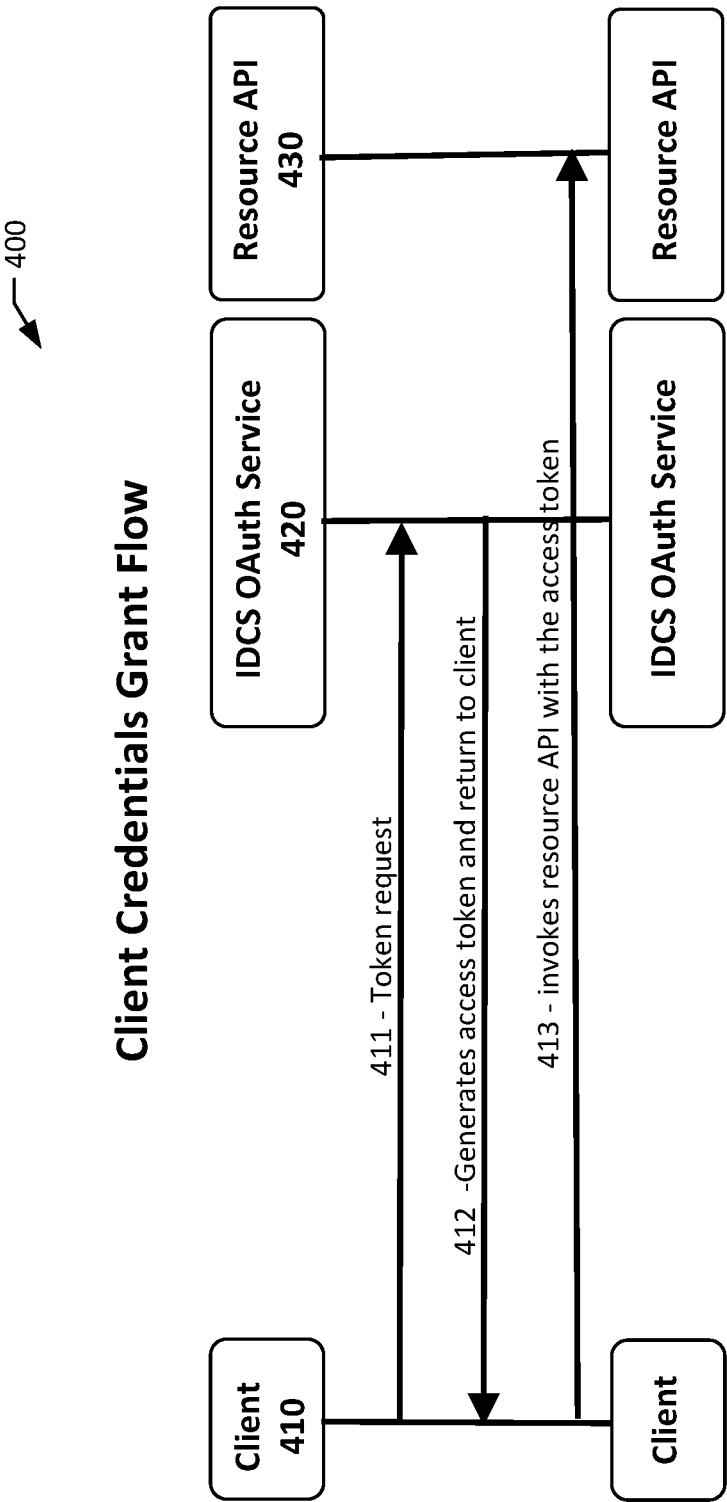 400
Client Credentials Grant Flow
Client
410
IDCS OAuth Service
420
Resource API
430
411 - Token request
412 -Generates access token and return to client
413 - invokes resource API with the access token
Client
IDCS OAuth Service
Resource API